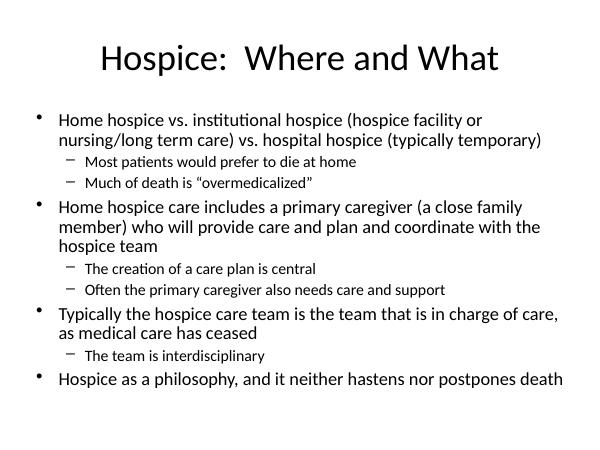 Hospice:  Where and What
• Home hospice vs. institutional hospice (hospice facility or
nursing/long term care) vs. hospital hospice (typically temporary)
– Most patients would prefer to die at home
– Much of death is “overmedicalized”
• Home hospice care includes a primary caregiver (a close family
member) who will provide care and plan and coordinate with the
hospice team
– The creation of a care plan is central
– Often the primary caregiver also needs care and support
• Typically the hospice care team is the team that is in charge of care,
as medical care has ceased
– The team is interdisciplinary
• Hospice as a philosophy, and it neither hastens nor postpones death